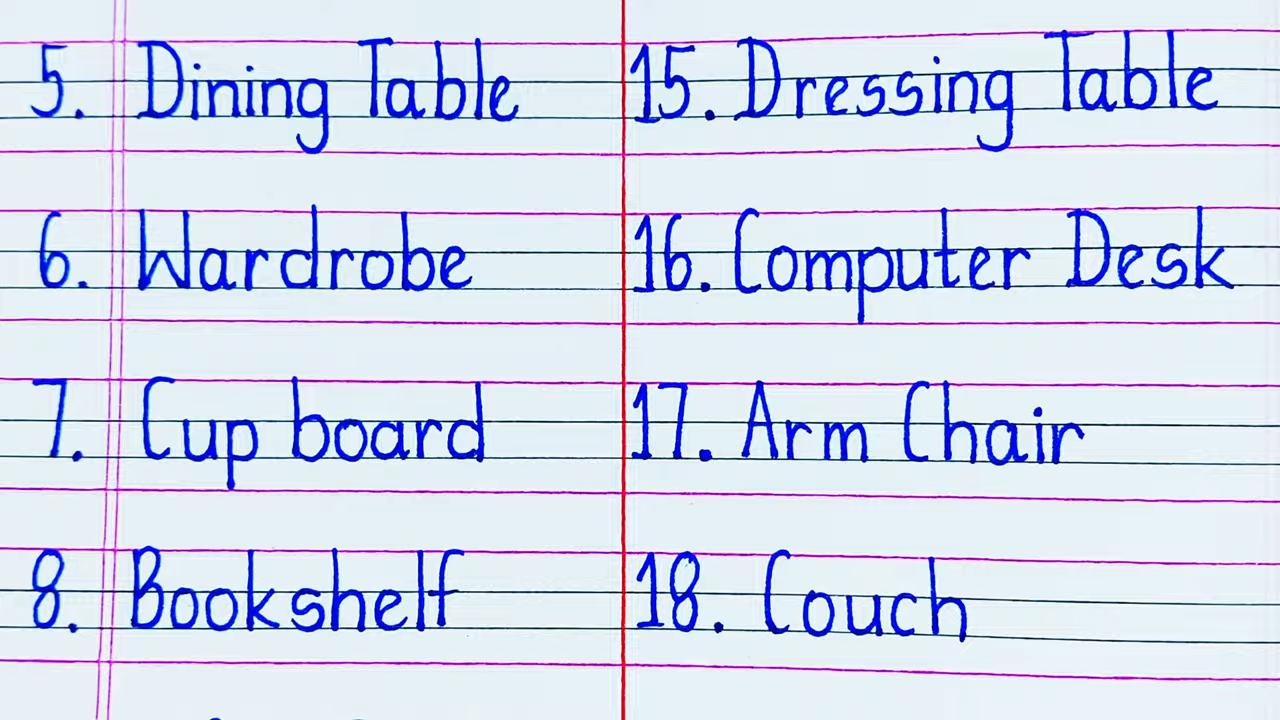 5. Dining Table
6. Wardrobe
7. Cup board
8. Bookshelf
15. Dressing Table
16. Computer Desk
17. Arm Chair
18. Couch